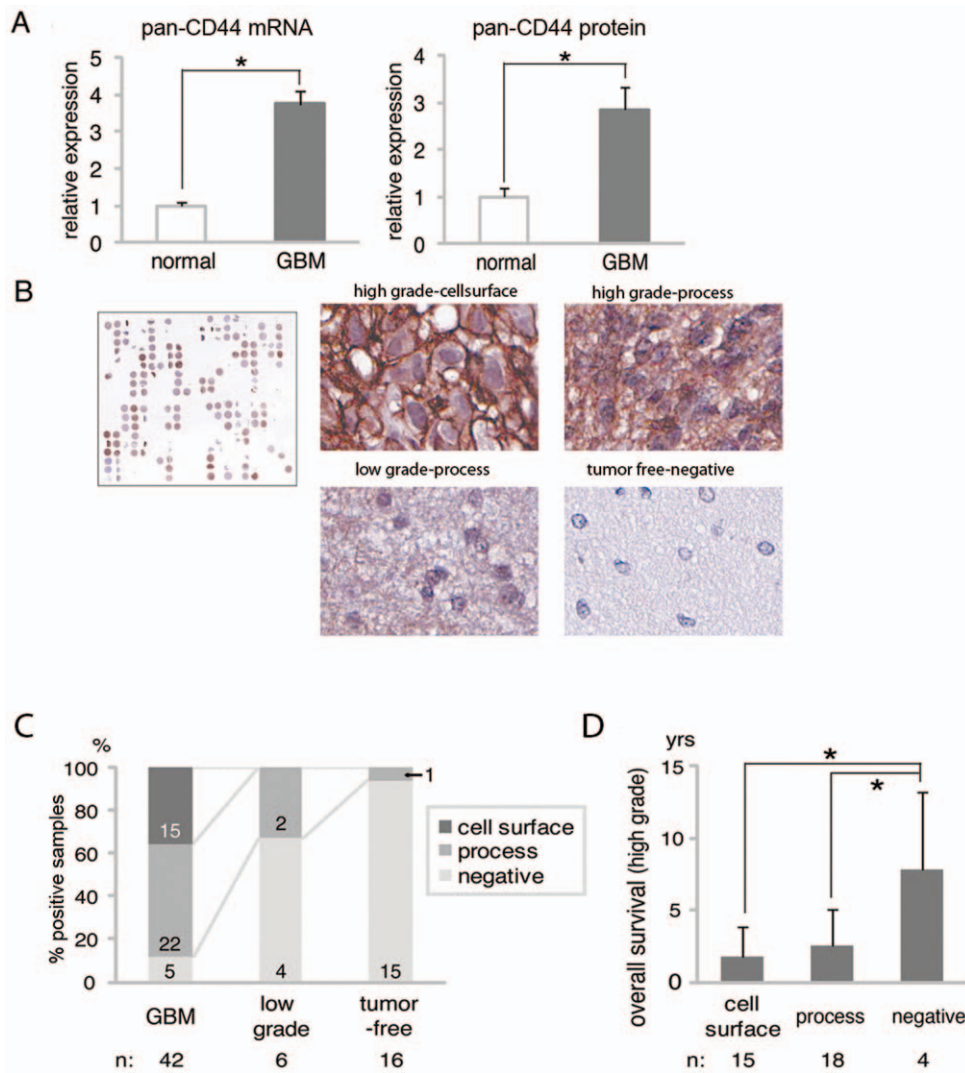 A
pan-CD44 mRNA
relative expression
5
4
3
2
1
0
*
normal GBM
pan-CD44 protein
relative expression
4
3
2
1
0
*
normal GBM
B
high grade-cellsurface
high grade-process
low grade-process
tumor free-negative
C
%
% positive samples
100
80
60
40
20
0
15
22
5
2
4
1
15
cell surface
process
negative
GBM
low
grade
tumor
-free
n: 42 6 16
D
yrs
overall survival (high grade)
15
10
5
0
*
*
cell
surface
process
negative
n: 15 18 4